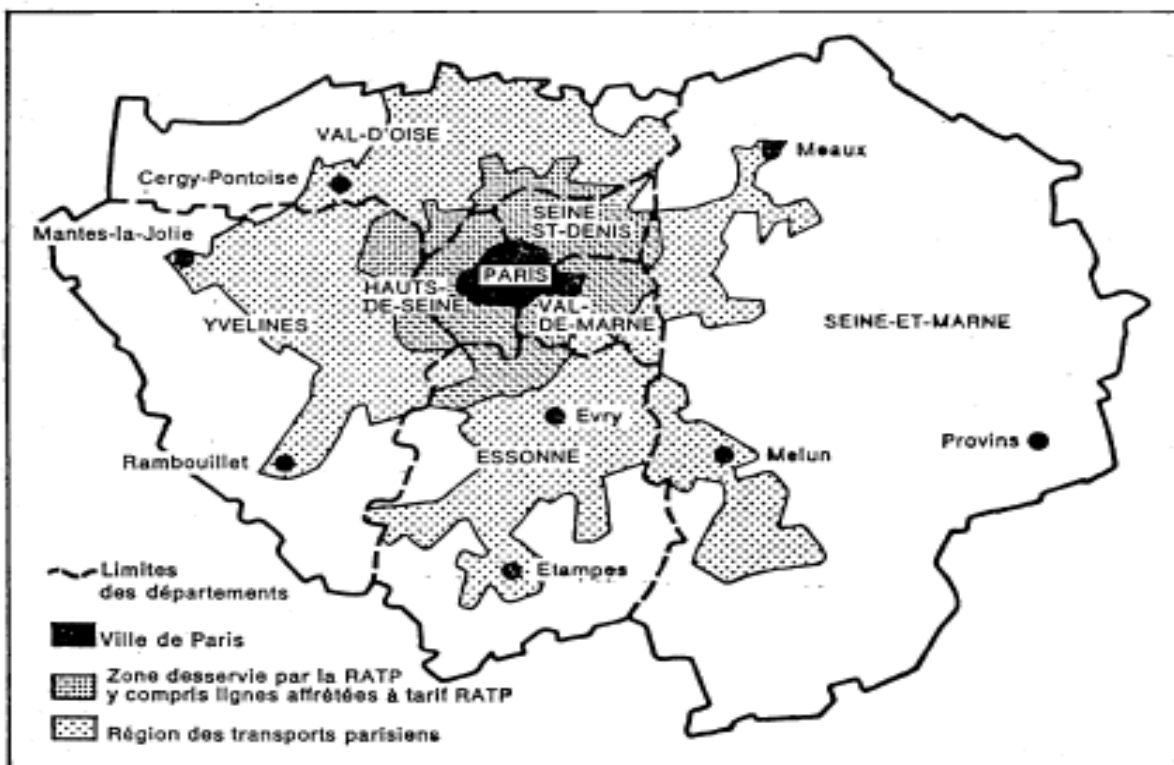 VAL-D'OISE
Cergy-Pontoise
Meaux
Mantes-la-Jolie
SEINE
ST-DENIS
PARIS
HAUTS-
DE-SEINE
VAL-
DE-MARNE
YVELINES
SEINE-ET-MARNE
Evry
Rambouillet
ESSONNE
Melun
Provins
Etampes
Limites
des départements
Ville de Paris
Zone desservie par la RATP
y compris lignes affrétées à tarif RATP
Région des transports parisiens